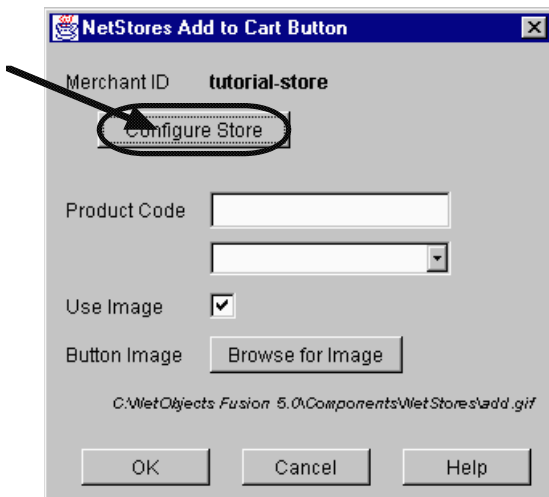 NetStores Add to Cart Button
Merchant ID tutorial-store
Configure Store
Product Code
Use Image
Button Image Browse for Image
C:\NetObjects Fusion 5.0\Components\NetStores\add.gif
OK Cancel Help